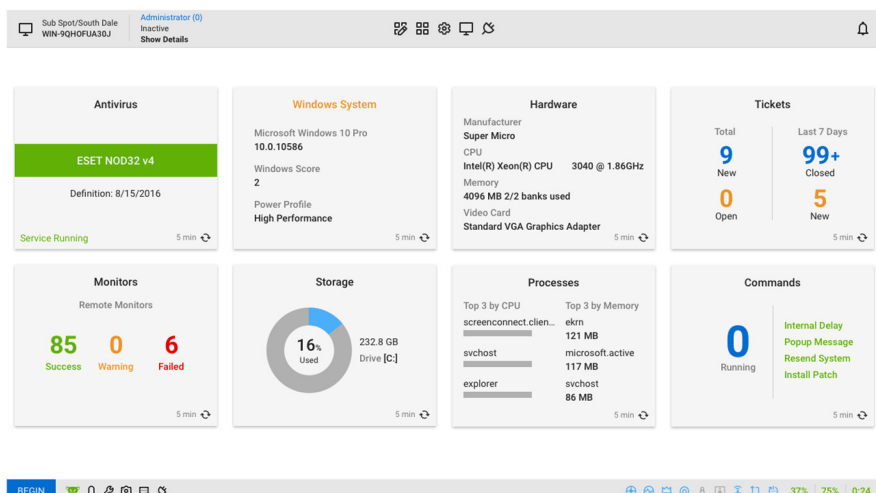 Sub Spot/South Dale
WIN-9QHOFUA30J
Administrator (0)
Inactive
Show Details
Antivirus
ESET NOD32 v4
Definition: 8/15/2016
Service Running
5 min
Windows System
Microsoft Windows 10 Pro
10.0.10586
Windows Score
2
Power Profile
High Performance
5 min
Hardware
Manufacturer
Super Micro
CPU
Intel(R) Xeon(R) CPU 3040 @ 1.86GHz
Memory
4096 MB 2/2 banks used
Video Card
Standard VGA Graphics Adapter
5 min
Tickets
Total
9
New
0
Open
Last 7 Days
99+
Closed
5
New
5 min
Monitors
Remote Monitors
85
Success
0
Warning
6
Failed
5 min
Storage
16%
Used
232.8 GB
Drive [C:]
5 min
Processes
Top 3 by CPU
screenconnect.clien...
svchost
explorer
Top 3 by Memory
ekrn
121 MB
microsoft.active
117 MB
svchost
86 MB
5 min
Commands
0
Running
Internal Delay
Popup Message
Resend System
Install Patch
5 min
BEGIN
37% 75% 0:24